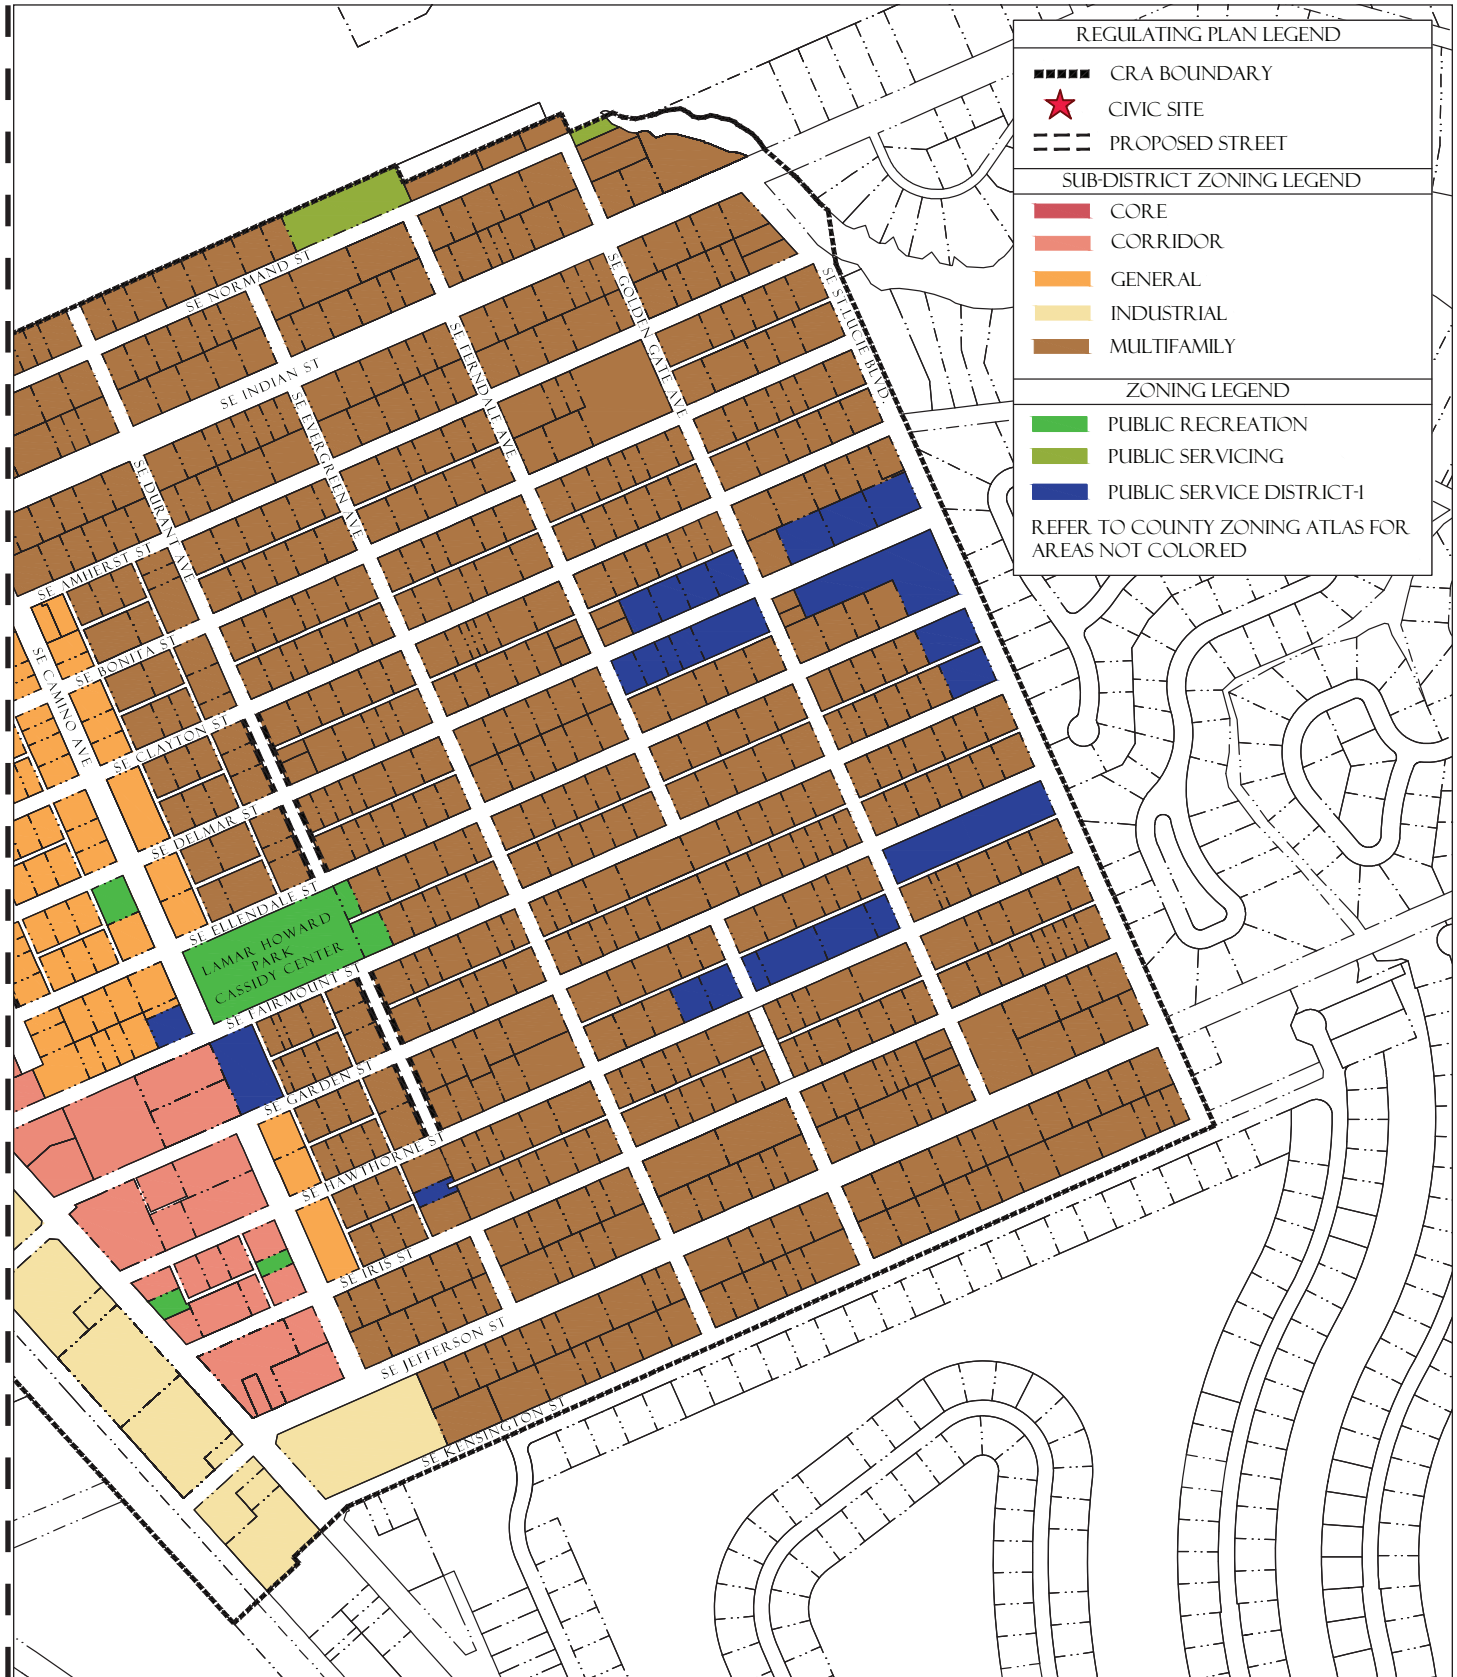 REGULATING PLAN LEGEND
CRA BOUNDARY
CIVIC SITE
PROPOSED STREET
SUB-DISTRICT ZONING LEGEND
CORE
CORRIDOR
GENERAL
INDUSTRIAL
MULTIFAMILY
ZONING LEGEND
PUBLIC RECREATION
PUBLIC SERVICING
PUBLIC SERVICE DISTRICT-1
REFER TO COUNTY ZONING ATLAS FOR
AREAS NOT COLORED
SE NORMAND ST
SE INDIAN ST
SE GOLDEN GATE AVE
SE ST LUCIE BLVD.
SE FERNDALE AVE
SE EVERGREEN AVE
SE DURANT AVE
SE AMHERST ST
SE BONITA ST
SE CAMINO AVE
SE CLAYTON ST
SE DELMAR ST
SE ELLENDALE ST
LAMAR HOWARD
PARK
CASSIDY CENTER
SE FAIRMOUNT ST
SE GARDEN ST
SE HAWTHORNE ST
SE IRIS ST
SE JEFFERSON ST
SE KENSINGTON ST